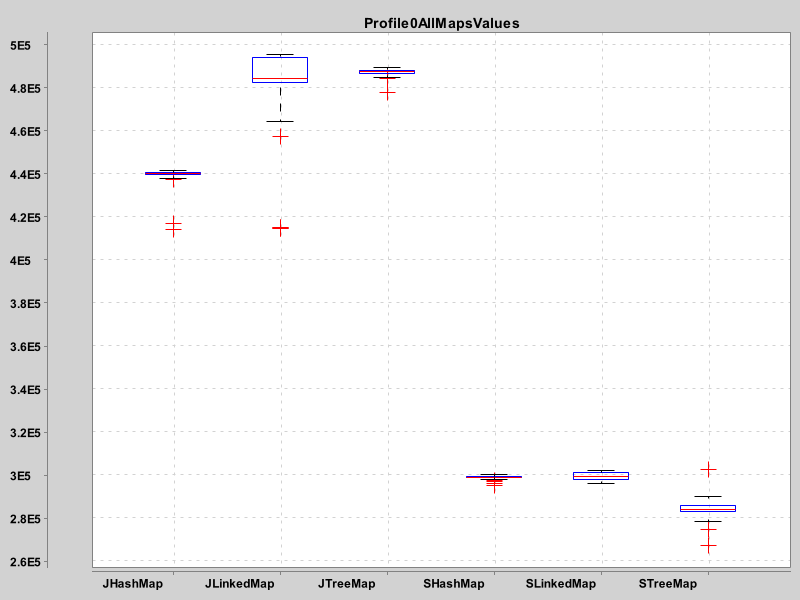 Profile0AllMapsValues
5E5
4.8E5
4.6E5
4.4E5
4.2E5
4E5
3.8E5
3.6E5
3.4E5
3.2E5
3E5
2.8E5
2.6E5
JHashMap JLinkedMap JTreeMap SHashMap SLinkedMap STreeMap